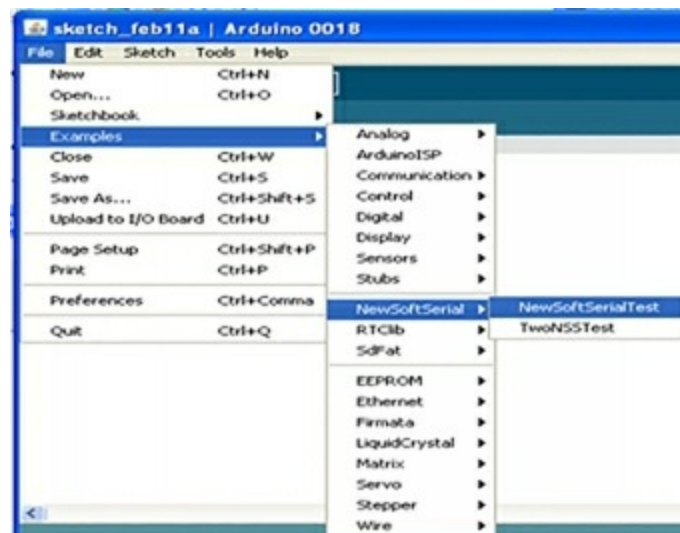 sketch_feb11a | Arduino 0018
File Edit Sketch Tools Help
New Ctrl+N
Open... Ctrl+O
Sketchbook
Examples
Close Ctrl+W
Save Ctrl+S
Save As... Ctrl+Shift+S
Upload to I/O Board Ctrl+U
Page Setup Ctrl+Shift+P
Print Ctrl+P
Preferences Ctrl+Comma
Quit Ctrl+Q
Analog
ArduinoISP
Communication
Control
Digital
Display
Sensors
Stubs
NewSoftSerial
RTClib
SdFat
EEPROM
Ethernet
Firmata
LiquidCrystal
Matrix
Servo
Stepper
Wire
NewSoftSerialTest
TwoNSSTest